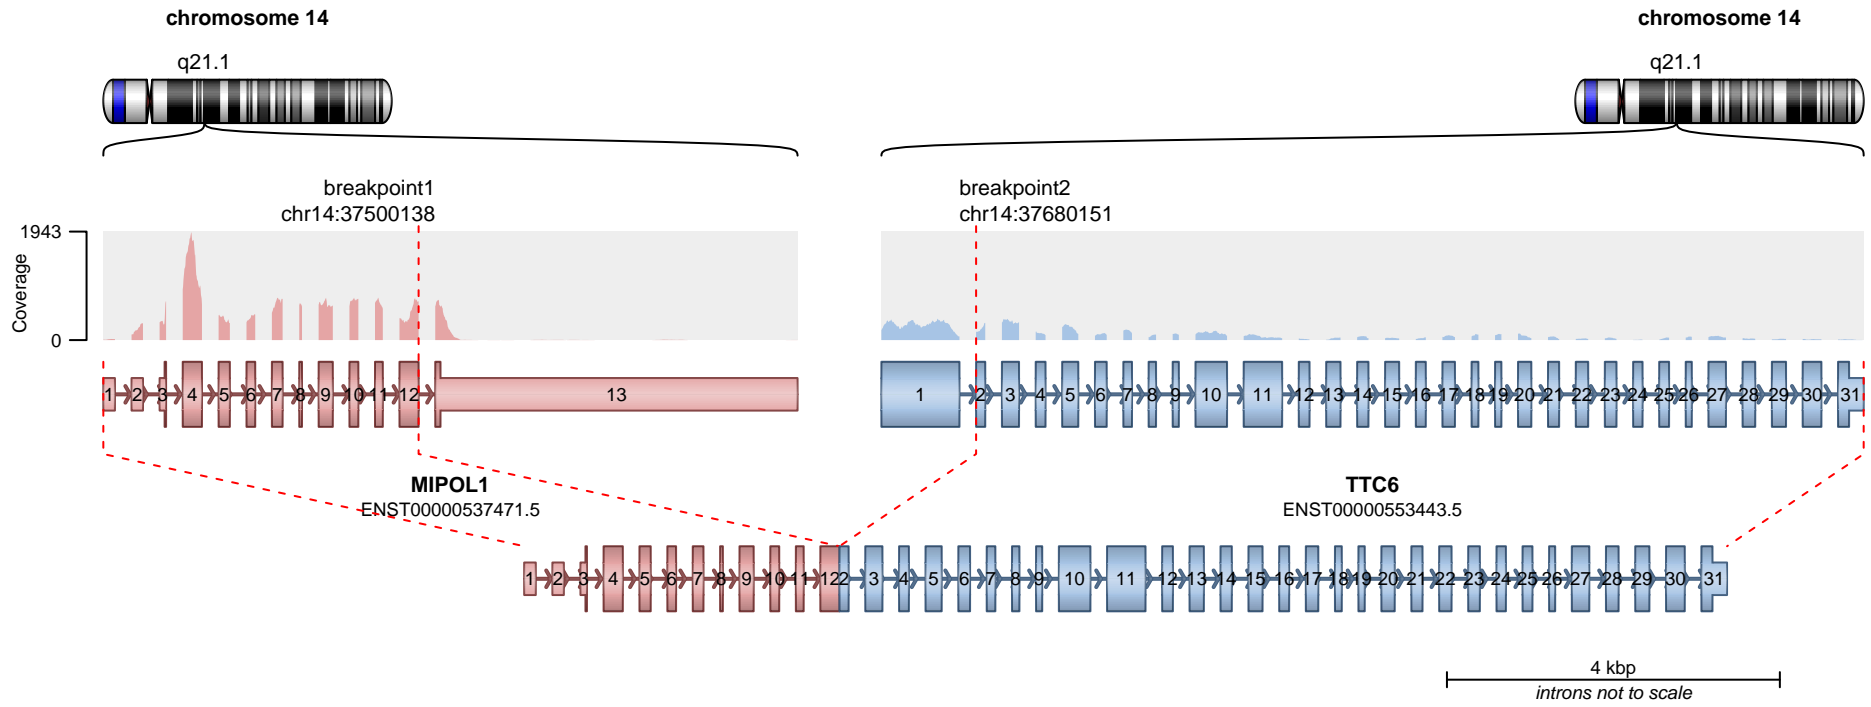 chromosome 14
chromosome 14
q21.1
q21.1
breakpoint1
chr14:37500138
breakpoint2
chr14:37680151
1943
Coverage
0
1 2 3 4 5 6 7 8 9 10 11 12 13
1 2 3 4 5 6 7 8 9 10 11 12 13 14 15 16 17 18 19 20 21 22 23 24 25 26 27 28 29 30 31
MIPOL1
ENST00000537471.5
TTC6
ENST00000553443.5
1 2 3 4 5 6 7 8 9 10 11 12 2 3 4 5 6 7 8 9 10 11 12 13 14 15 16 17 18 19 20 21 22 23 24 25 26 27 28 29 30 31
4 kbp
introns not to scale